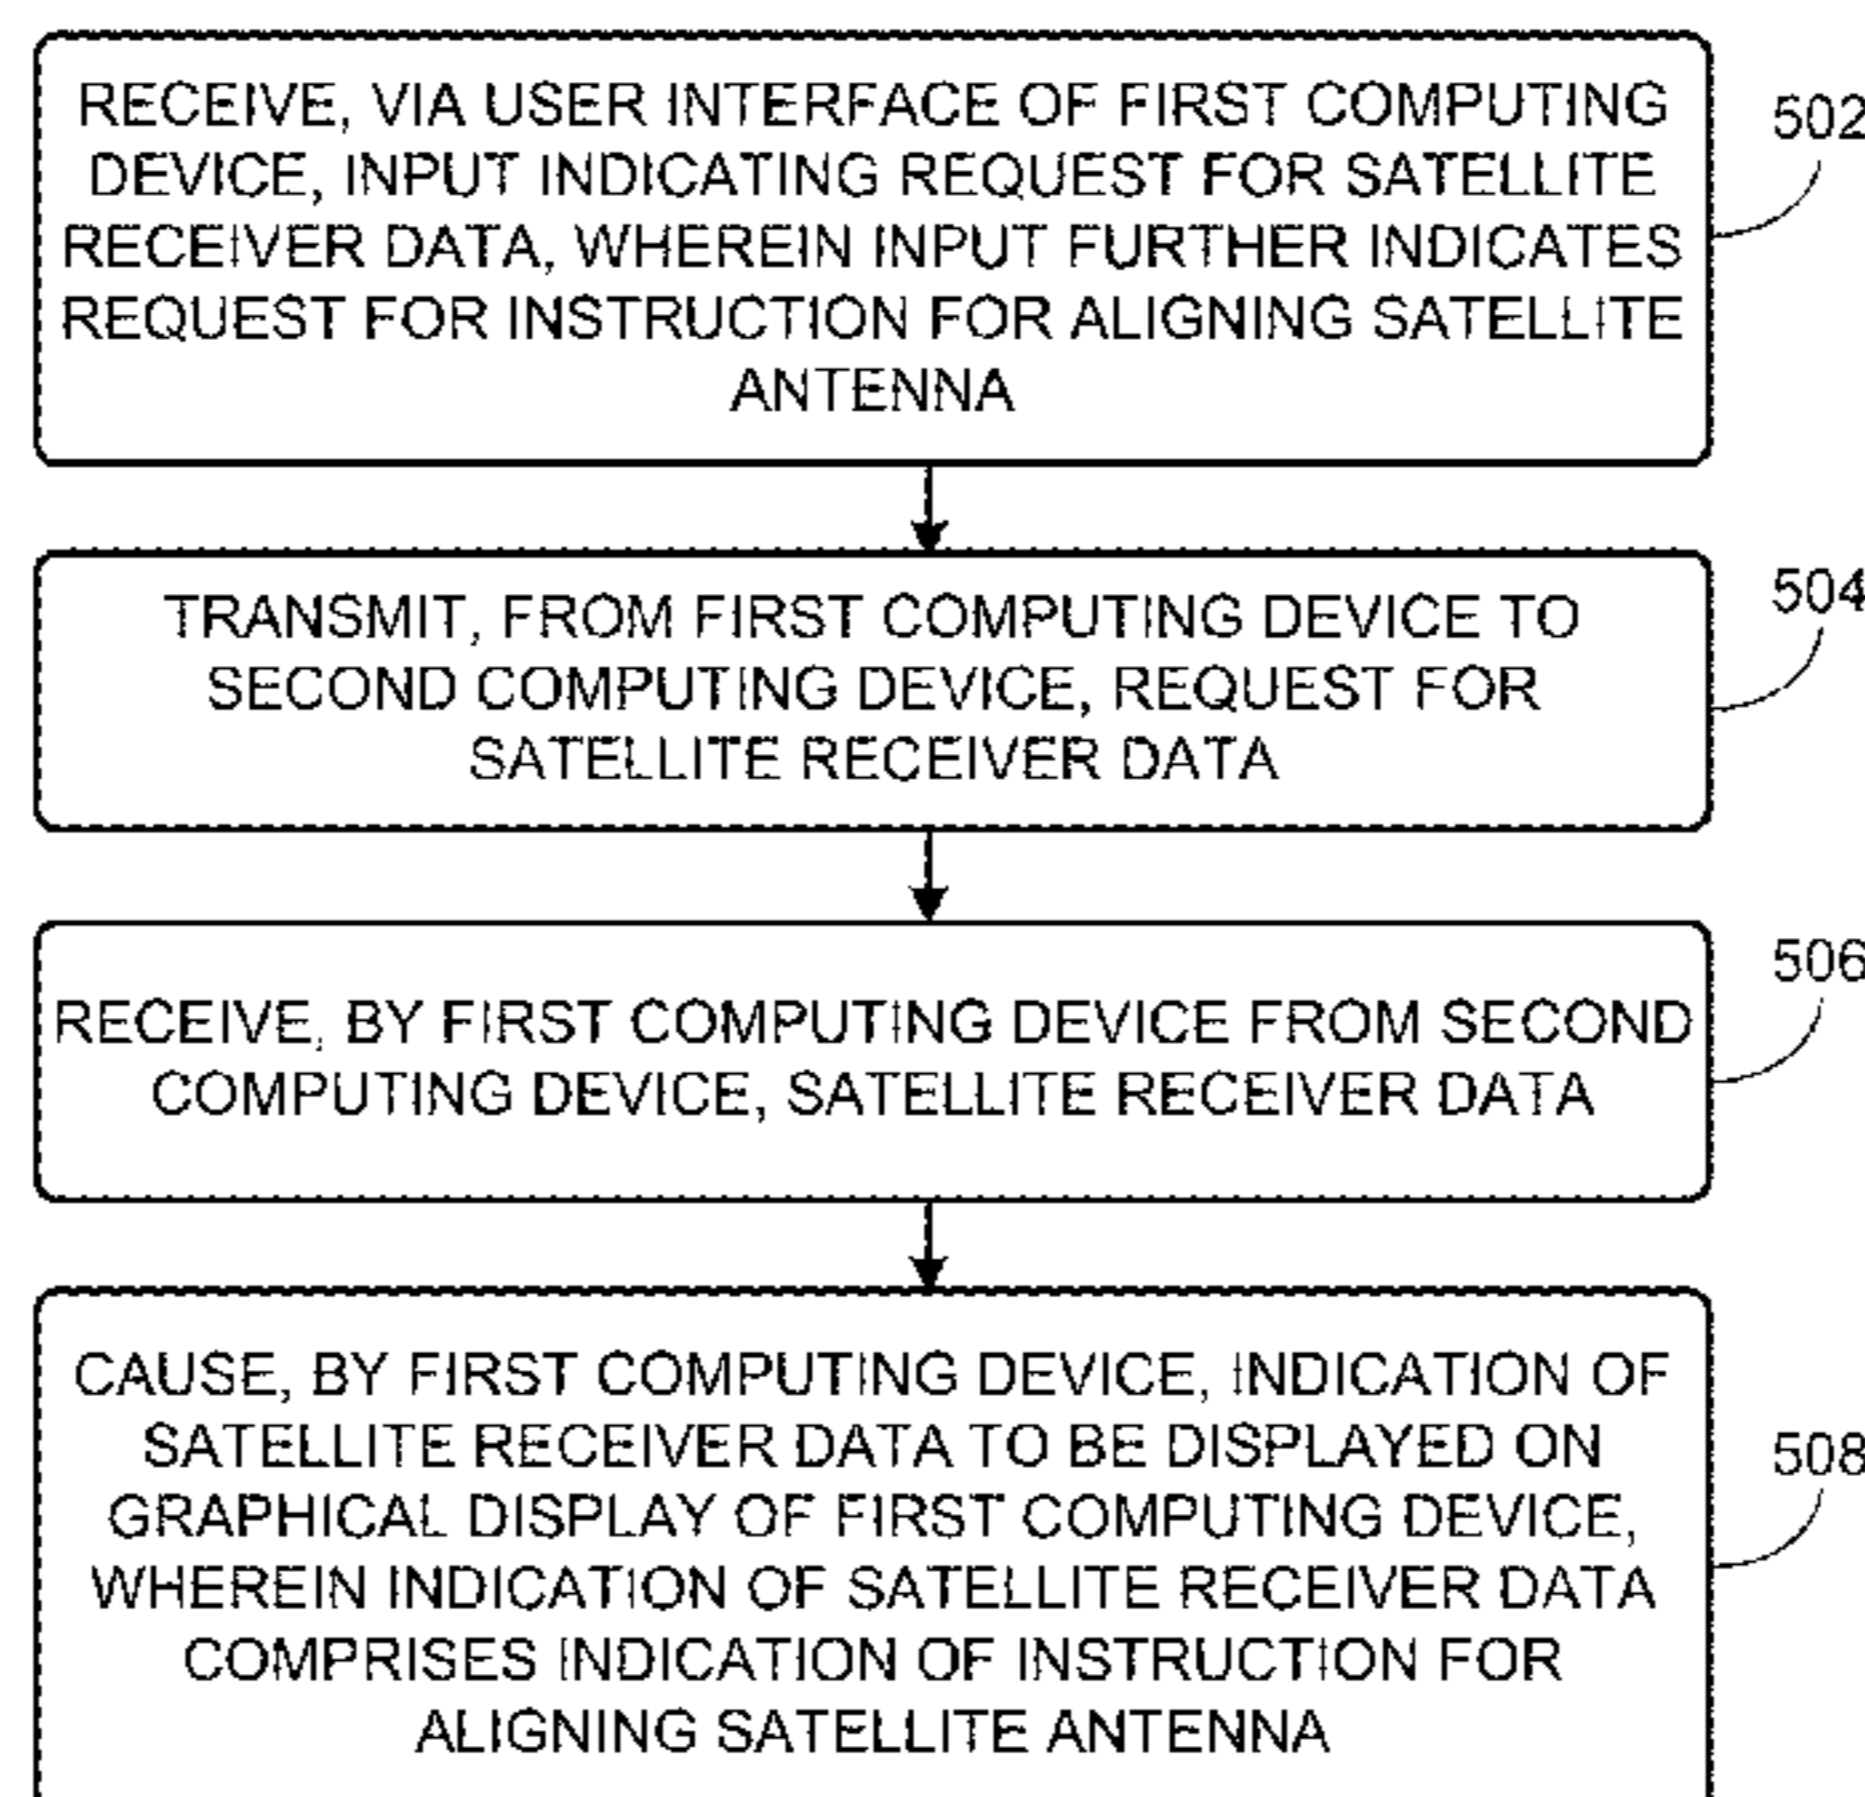 RECEIVE, VIA USER INTERFACE OF FIRST COMPUTING
DEVICE, INPUT INDICATING REQUEST FOR SATELLITE
RECEIVER DATA, WHEREIN INPUT FURTHER INDICATES
REQUEST FOR INSTRUCTION FOR ALIGNING SATELLITE
ANTENNA
502
TRANSMIT, FROM FIRST COMPUTING DEVICE TO
SECOND COMPUTING DEVICE, REQUEST FOR
SATELLITE RECEIVER DATA
504
RECEIVE, BY FIRST COMPUTING DEVICE FROM SECOND
COMPUTING DEVICE, SATELLITE RECEIVER DATA
506
CAUSE, BY FIRST COMPUTING DEVICE, INDICATION OF
SATELLITE RECEIVER DATA TO BE DISPLAYED ON
GRAPHICAL DISPLAY OF FIRST COMPUTING DEVICE,
WHEREIN INDICATION OF SATELLITE RECEIVER DATA
COMPRISES INDICATION OF INSTRUCTION FOR
ALIGNING SATELLITE ANTENNA
508